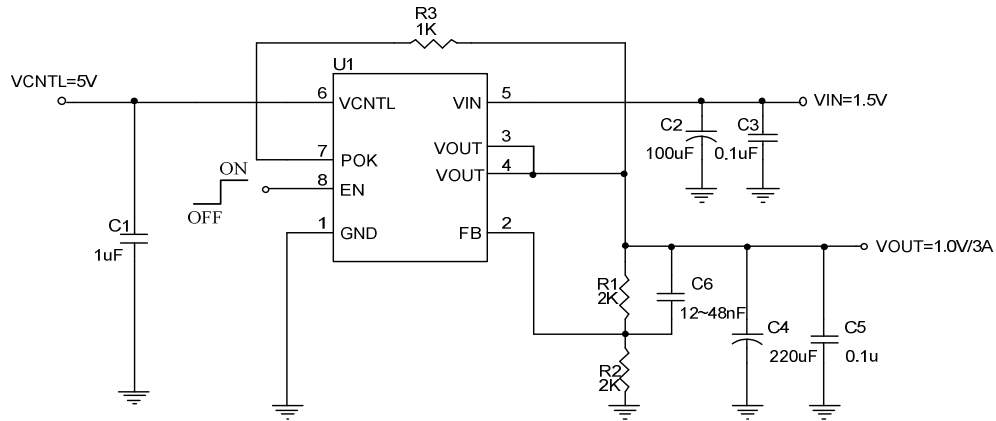 R3
1K
U1
VCNTL=5V
6
VCNTL
VIN
5
VIN=1.5V
C2
100uF
C3
0.1uF
VOUT
3
7
POK
VOUT
4
ON
OFF
8
EN
C1
1uF
1
GND
FB
2
VOUT=1.0V/3A
R1
2K
C6
12~48nF
C4
220uF
C5
0.1u
R2
2K